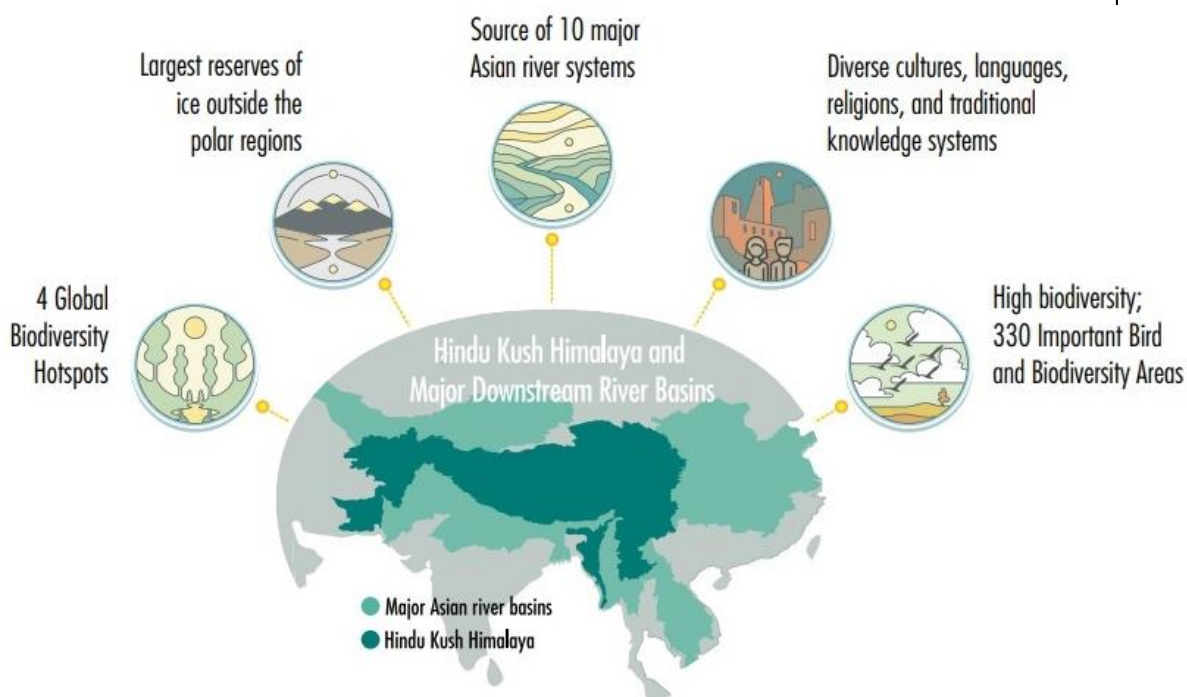 Source of 10 major
Asian river systems
Largest reserves of
ice outside the
polar regions
Diverse cultures, languages,
religions, and traditional
knowledge systems
4 Global
Biodiversity
Hotspots
High biodiversity;
330 Important Bird
and Biodiversity Areas
Hindu Kush Himalaya and
Major Downstream River Basins
Major Asian river basins
Hindu Kush Himalaya